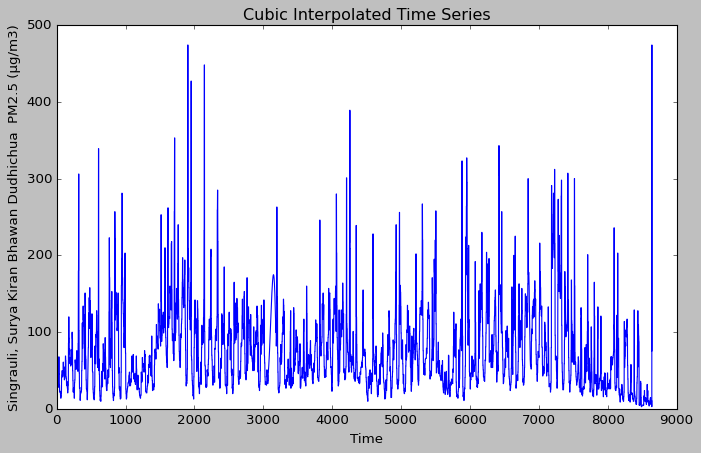 Cubic Interpolated Time Series
Singrauli, Surya Kiran Bhawan Dudhichua  PM2.5 (µg/m3)
500
400
300
200
100
0
0 1000 2000 3000 4000 5000 6000 7000 8000 9000
Time